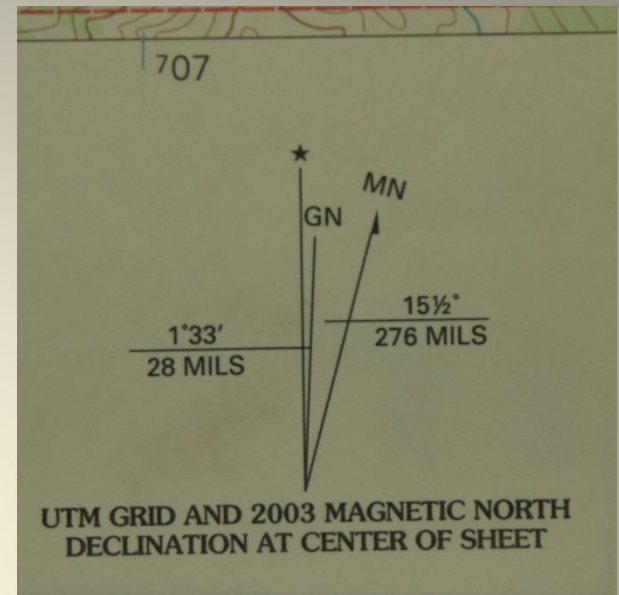 ⁷07
★
MN
GN
15½°
276 MILS
1°33′
28 MILS
UTM GRID AND 2003 MAGNETIC NORTH
DECLINATION AT CENTER OF SHEET